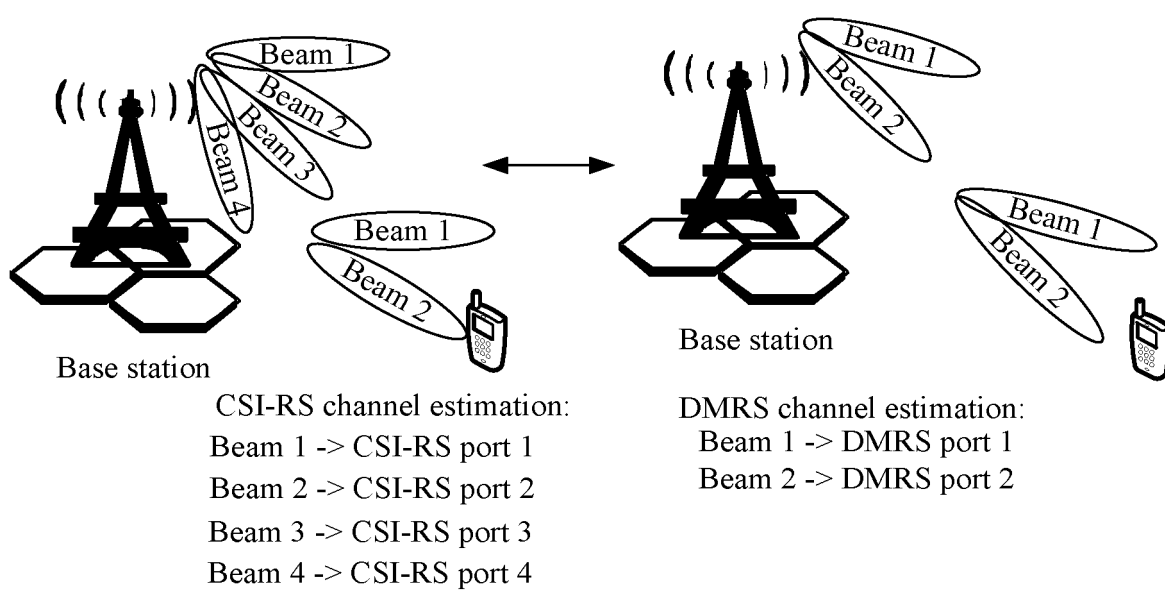 Beam 1
Beam 2
Beam 3
Beam 4
Beam 1
Beam 2
Base station
CSI-RS channel estimation:
Beam 1 -> CSI-RS port 1
Beam 2 -> CSI-RS port 2
Beam 3 -> CSI-RS port 3
Beam 4 -> CSI-RS port 4
Beam 1
Beam 2
Beam 1
Beam 2
Base station
DMRS channel estimation:
Beam 1 -> DMRS port 1
Beam 2 -> DMRS port 2